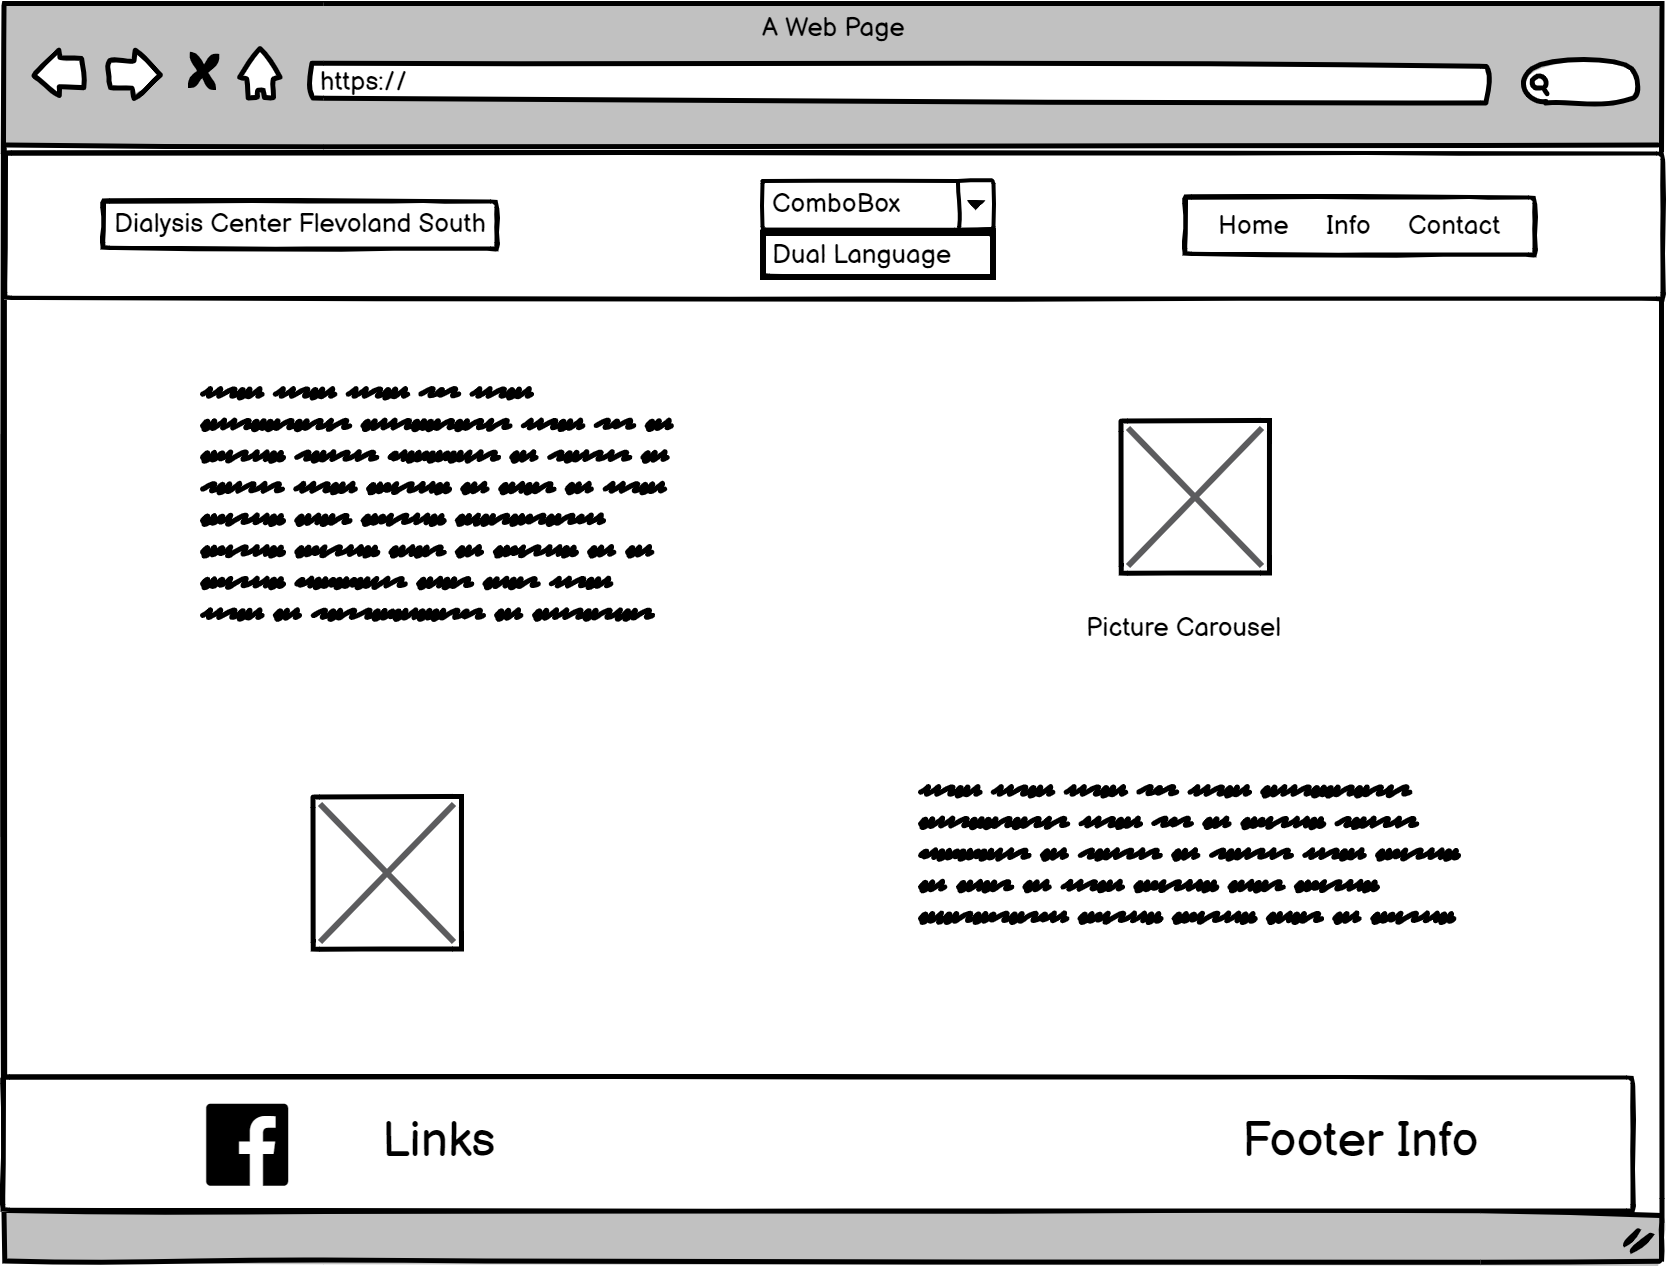 A Web Page
https://
Dialysis Center Flevoland South
ComboBox
Dual Language
Home Info Contact
Picture Carousel
Links
Footer Info